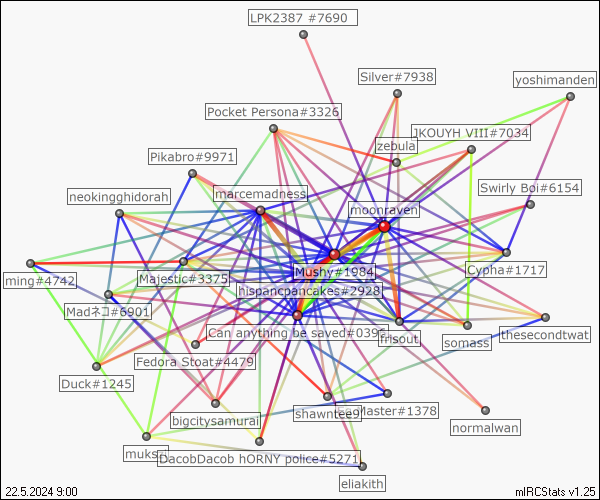 LPK2387 #7690
Silver#7938
yoshimanden
Pocket Persona#3326
JKOUYH VIII#7034
zebula
Pikabro#9971
Swirly Boi#6154
neokingghidorah
marcemadness
moonraven
Mushy#1984
Cypha#1717
ming#4742
Majestic#3375
hispancpancakes#2928
Madネコ#6901
Can anything be saved#039
frisout
thesecondtwat
somass
Fedora Stoat#4479
Duck#1245
shawntee9
Master#1378
bigcitysamurai
normalwan
muks
DacobDacob hORNY police#5271
eliakith
22.5.2024 9:00
mIRCStats v1.25